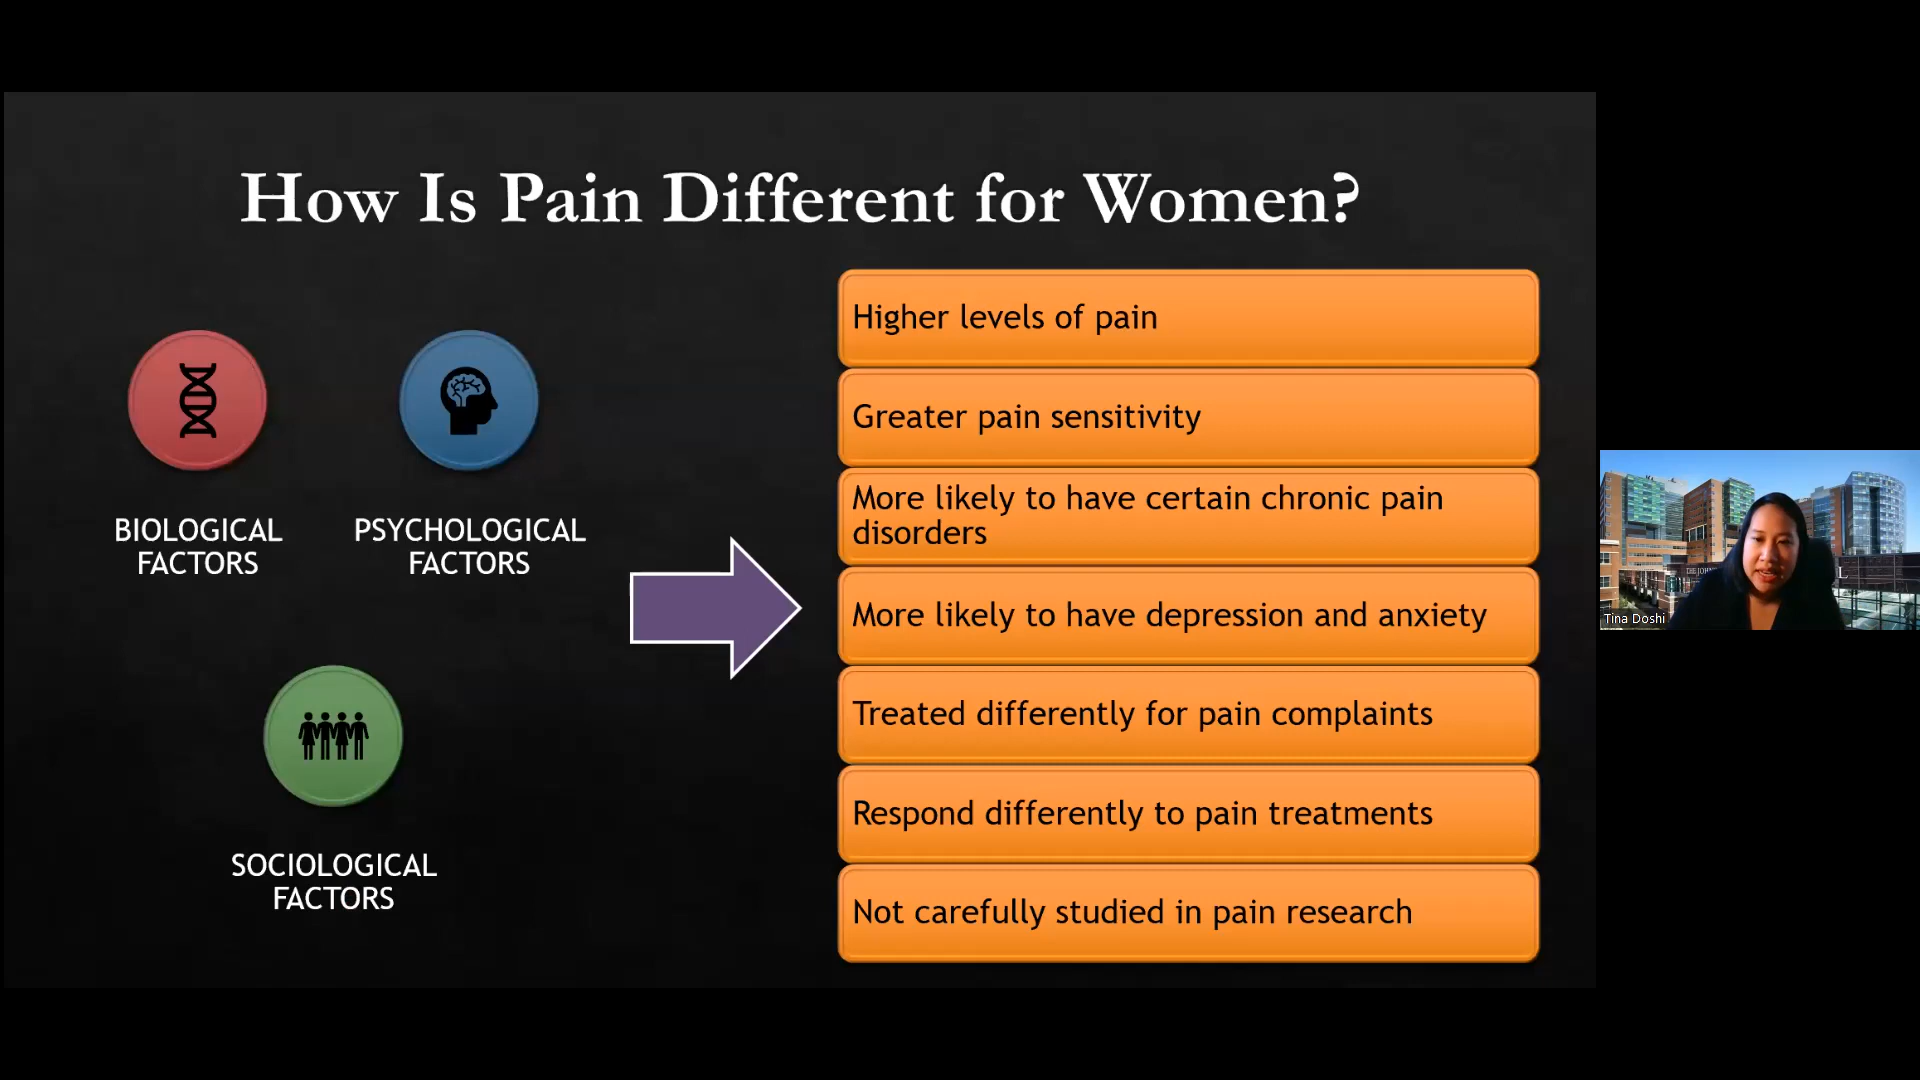 How Is Pain Different for Women?
BIOLOGICAL
FACTORS
PSYCHOLOGICAL
FACTORS
SOCIOLOGICAL
FACTORS
Higher levels of pain
Greater pain sensitivity
More likely to have certain chronic pain
disorders
More likely to have depression and anxiety
Treated differently for pain complaints
Respond differently to pain treatments
Not carefully studied in pain research
Tina Doshi